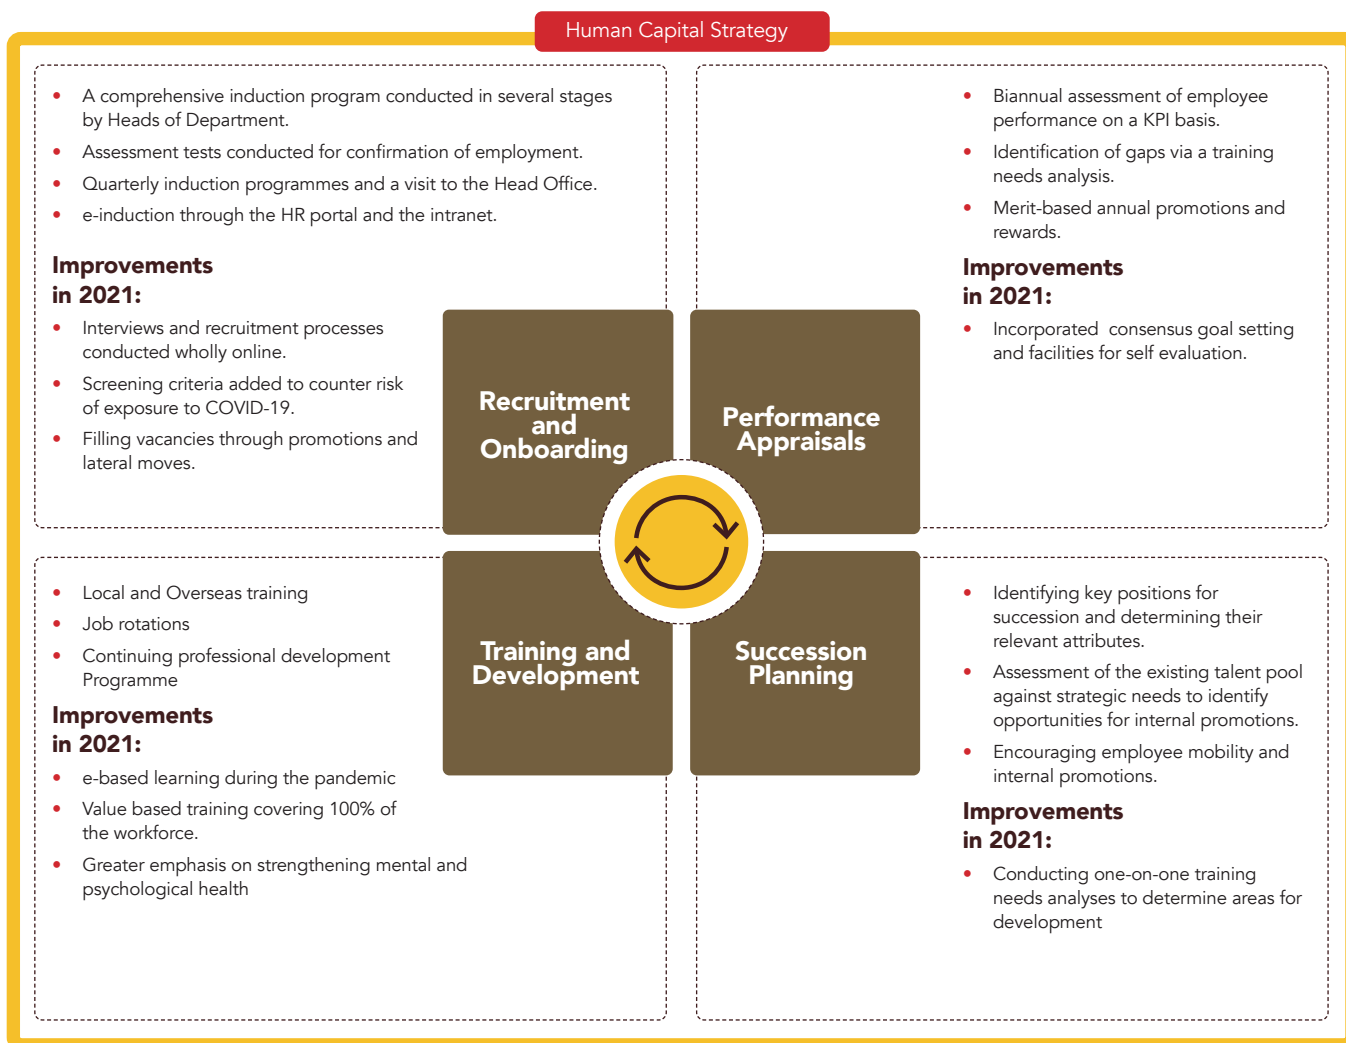 Human Capital Strategy
• A comprehensive induction program conducted in several stages
by Heads of Department.
• Assessment tests conducted for confirmation of employment.
• Quarterly induction programmes and a visit to the Head Office.
• e-induction through the HR portal and the intranet.
Improvements
in 2021:
• Interviews and recruitment processes
conducted wholly online.
• Screening criteria added to counter risk
of exposure to COVID-19.
• Filling vacancies through promotions and
lateral moves.
Recruitment
and
Onboarding
• Biannual assessment of employee
performance on a KPI basis.
• Identification of gaps via a training
needs analysis.
• Merit-based annual promotions and
rewards.
Improvements
in 2021:
• Incorporated consensus goal setting
and facilities for self evaluation.
Performance
Appraisals
• Local and Overseas training
• Job rotations
• Continuing professional development
Programme
Improvements
in 2021:
• e-based learning during the pandemic
• Value based training covering 100% of
the workforce.
• Greater emphasis on strengthening mental and
psychological health
Training and
Development
Succession
Planning
• Identifying key positions for
succession and determining their
relevant attributes.
• Assessment of the existing talent pool
against strategic needs to identify
opportunities for internal promotions.
• Encouraging employee mobility and
internal promotions.
Improvements
in 2021:
• Conducting one-on-one training
needs analyses to determine areas for
development